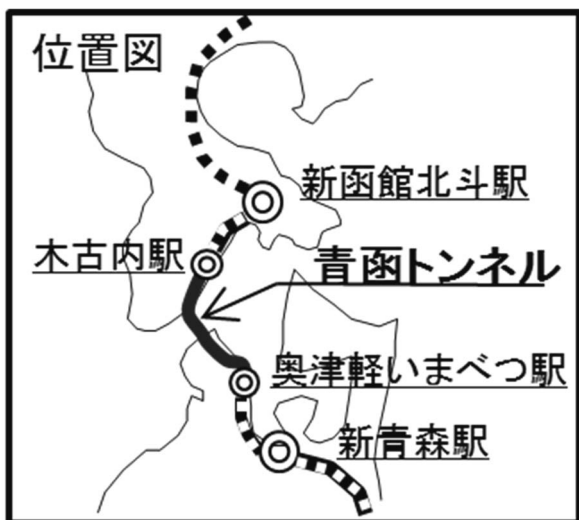 位置図
新函館北斗駅
木古内駅
青函トンネル
奥津軽いまべつ駅
新青森駅